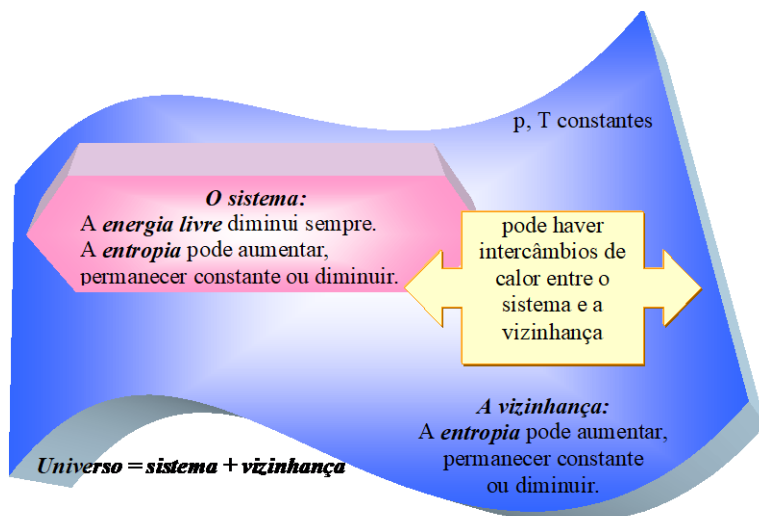 p, T constantes
O sistema:
A energia livre diminui sempre.
A entropia pode aumentar,
permanecer constante ou diminuir.
pode haver
intercâmbios de
calor entre o
sistema e a
vizinhança
A vizinhança:
A entropia pode aumentar,
permanecer constante
ou diminuir.
Universo = sistema + vizinhança